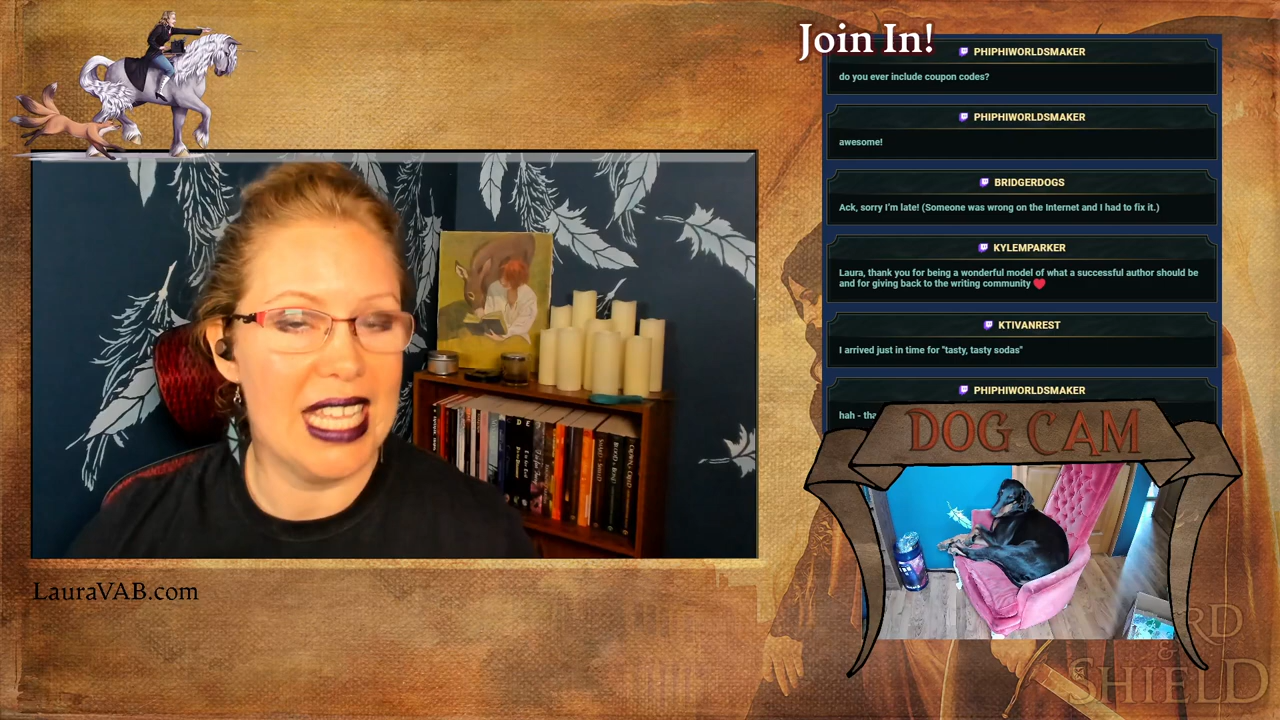 Join In!
PHIPHIWORLDSMAKER
do you ever include coupon codes?
PHIPHIWORLDSMAKER
awesome!
BRIDGERDOGS
Ack, sorry I'm late! (Someone was wrong on the Internet and I had to fix it.)
KYLEMPARKER
Laura, thank you for being a wonderful model of what a successful author should be
and for giving back to the writing community ❤️
KTIVANREST
I arrived just in time for "tasty, tasty sodas"
PHIPHIWORLDSMAKER
hah -
DOG CAM
LauraVAB.com
&
SHIELD